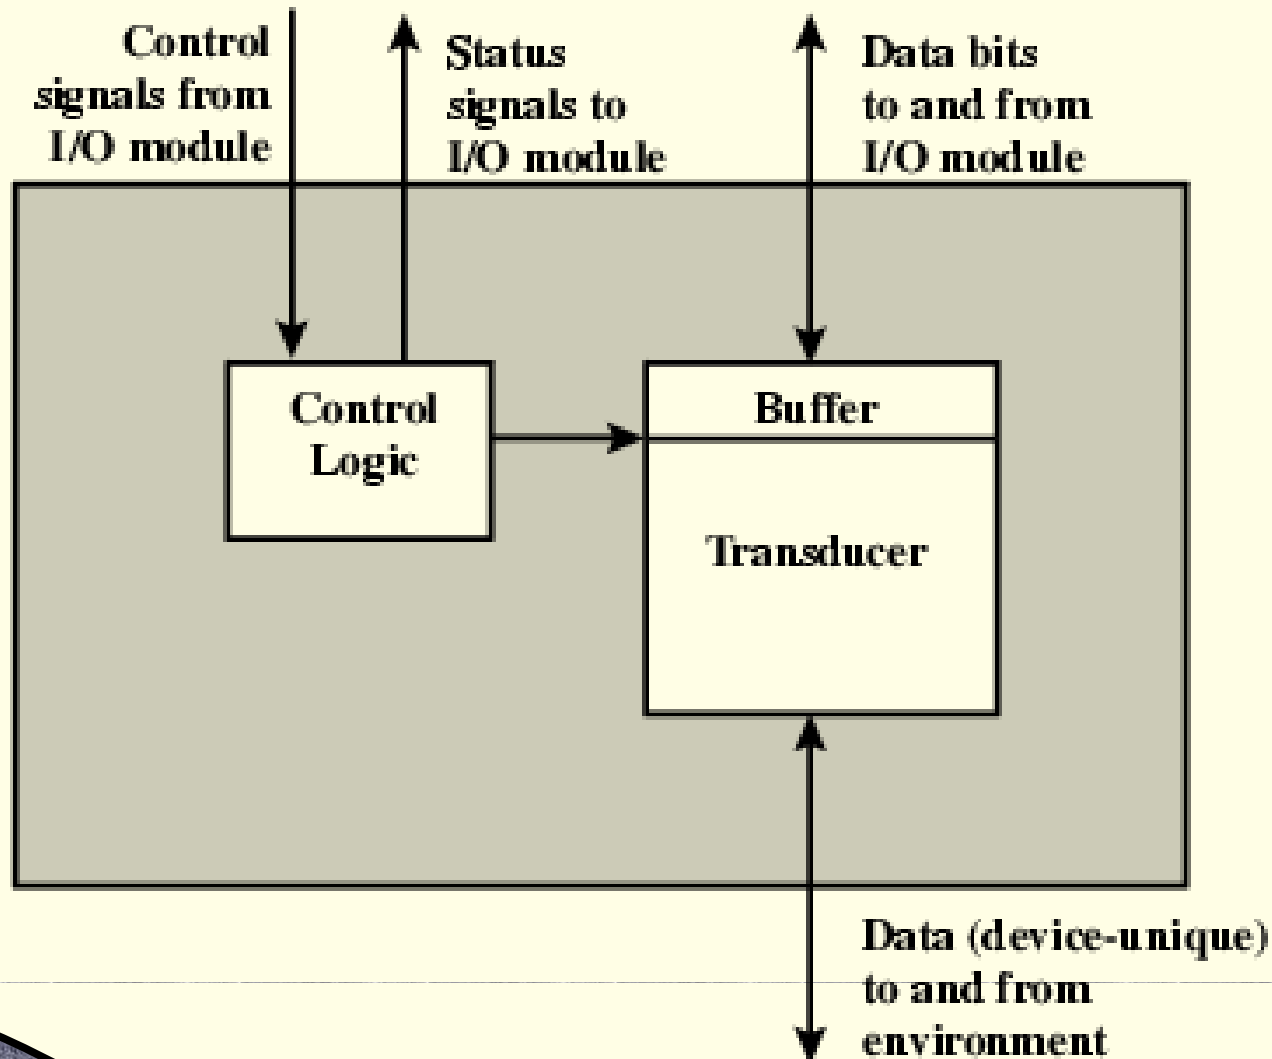 Control
signals from
I/O module
Status
signals to
I/O module
Data bits
to and from
I/O module
Control
Logic
Buffer
Transducer
Data (device-unique)
to and from
environment